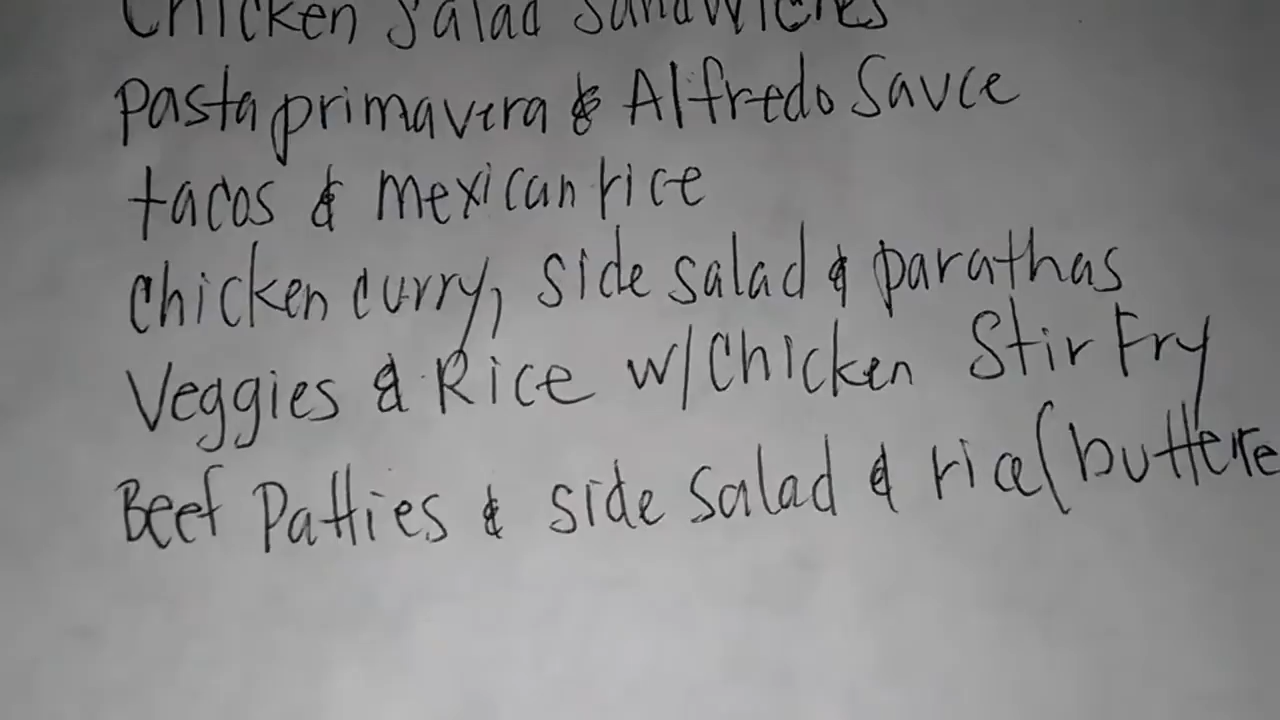 Chicken Salad Sandwiches
Pasta primavera & Alfredo Sauce
tacos & mexican rice
Chicken curry, side salad & parathas
Veggies & Rice w/Chicken Stir Fry
Beef Patties & side salad & rice (buttere